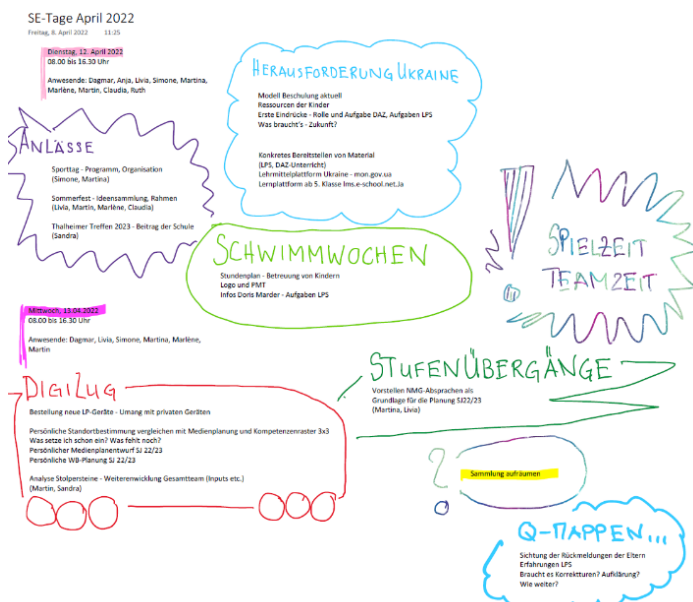 SE-Tage April 2022
Freitag, 8. April 2022 11:25
Dienstag, 12. April 2022
08.00 bis 16.30 Uhr
Anwesende: Dagmar, Anja, Livia, Simone, Martina,
Marlène, Martin, Claudia, Ruth
ANLÄSSE
Sporttag - Programm, Organisation
(Simone, Martina)
Sommerfest - Ideensammlung, Rahmen
(Livia, Martin, Marlène, Claudia)
Thalheimer Treffen 2023 - Beitrag der Schule
(Sandra)
HERAUSFORDERUNG UKRAINE
Modell Beschulung aktuell
Ressourcen der Kinder
Erste Eindrücke - Rolle und Aufgabe DAZ, Aufgaben LPS
Was braucht's - Zukunft?
Konkretes Bereitstellen von Material
(LPS, DAZ-Unterricht)
Lehrmittelplattform Ukraine - mon.gov.ua
Lernplattform ab 5. Klasse lms.e-school.net.ia
SCHWIMMWOCHEN
Stundenplan - Betreuung von Kindern
Logo und PMT
Infos Doris Marder - Aufgaben LPS
SPIELZEIT
TEAMZEIT
Mittwoch, 13.04.2022
08.00 bis 16.30 Uhr
Anwesende: Dagmar, Livia, Simone, Martina, Marlène,
Martin
DIGIZUG
Bestellung neue LP-Geräte - Umang mit privaten Geräten
Persönliche Standortbestimmung vergleichen mit Medienplanung und Kompetenzenraster 3x3
Was setze ich schon ein? Was fehlt noch?
Persönlicher Medienplanentwurf SJ 22/23
Persönliche WB-Planung SJ 22/23
Analyse Stolpersteine - Weiterenwicklung Gesamtteam (Inputs etc.)
(Martin, Sandra)
STUFENÜBERGÄNGE
Vorstellen NMG-Absprachen als
Grundlage für die Planung SJ22/23
(Martina, Livia)
?
Sammlung aufräumen
Q-MAPPEN...
Sichtung der Rückmeldungen der Eltern
Erfahrungen LPS
Braucht es Korrektturen? Aufklärung?
Wie weiter?